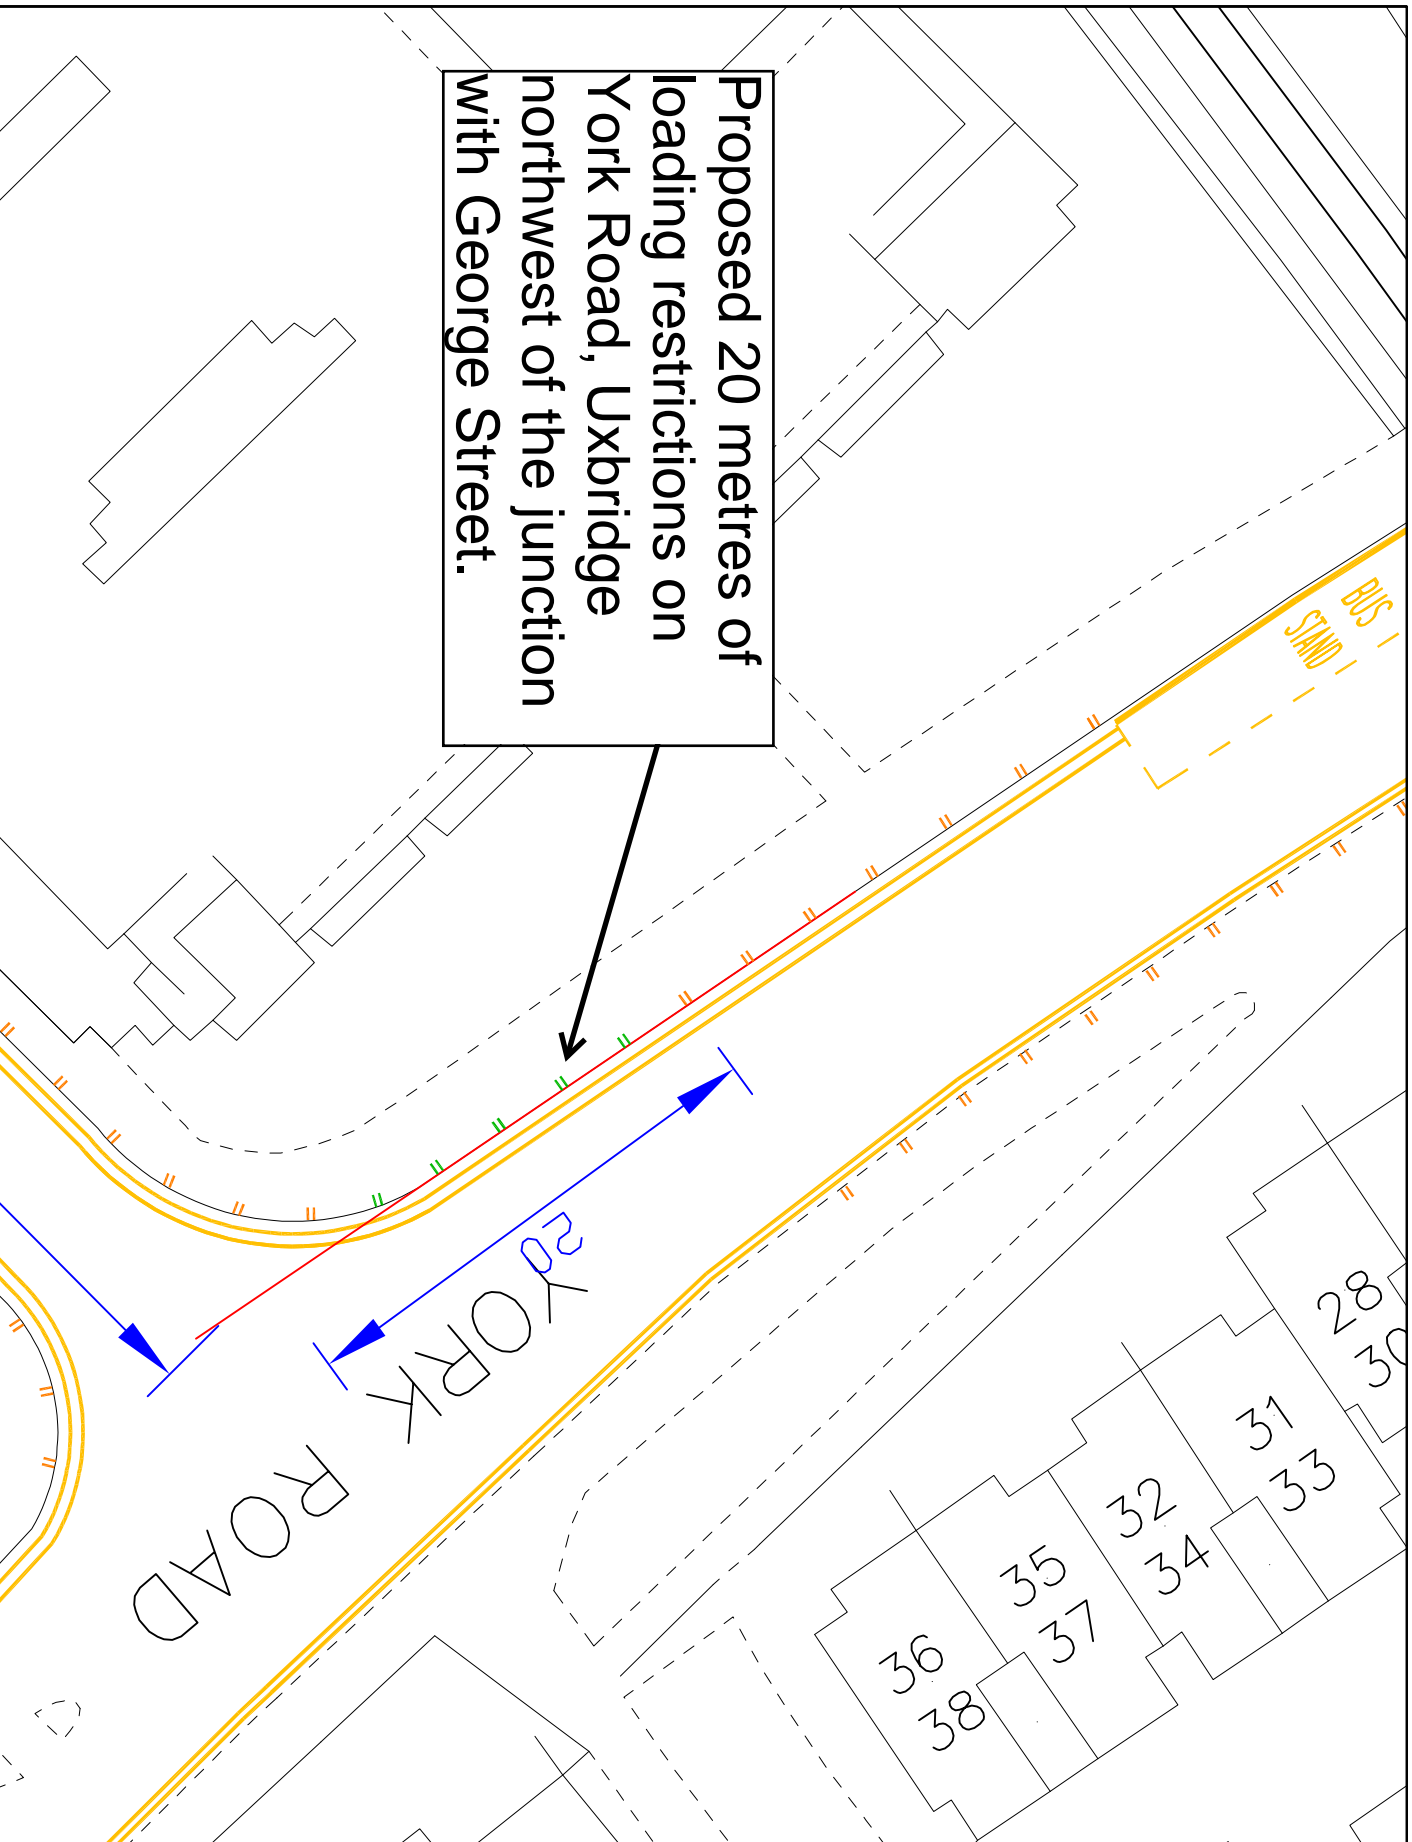 Proposed 20 metres of
loading restrictions on
York Road, Uxbridge
northwest of the junction
with George Street.
BUS
STAND
20
YORK ROAD
28
30
31
33
32
34
35
37
36
38